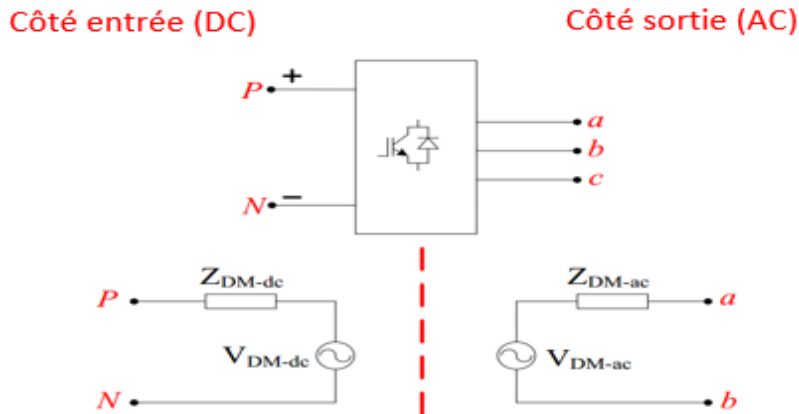 Côté entrée (DC) Côté sortie (AC)
P +
a
b
c
N −
Z_DM-dc Z_DM-ac
P a
V_DM-dc V_DM-ac
N b